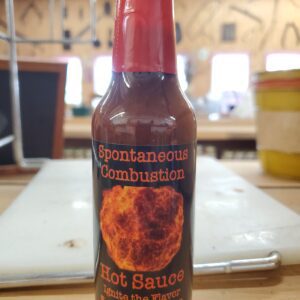 Spontaneous
Combustion
Hot Sauce
Ignite the Flavor